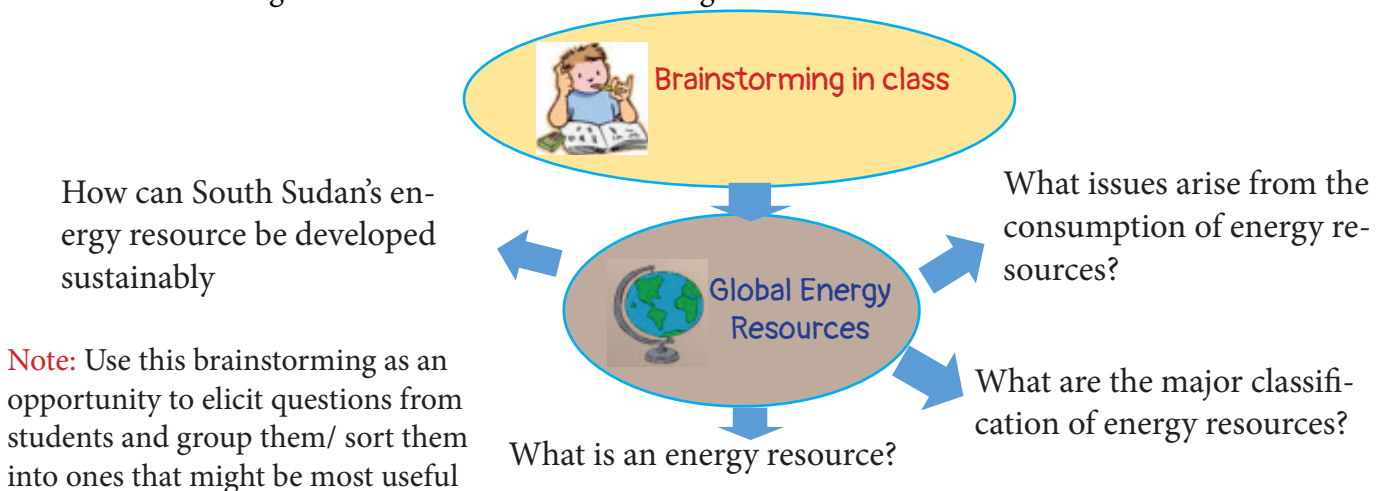 Brainstorming in class
How can South Sudan's en-
ergy resource be developed
sustainably
What issues arise from the
consumption of energy re-
sources?
Global Energy
Resources
Note: Use this brainstorming as an
opportunity to elicit questions from
students and group them/ sort them
into ones that might be most useful
What are the major classifi-
cation of energy resources?
What is an energy resource?